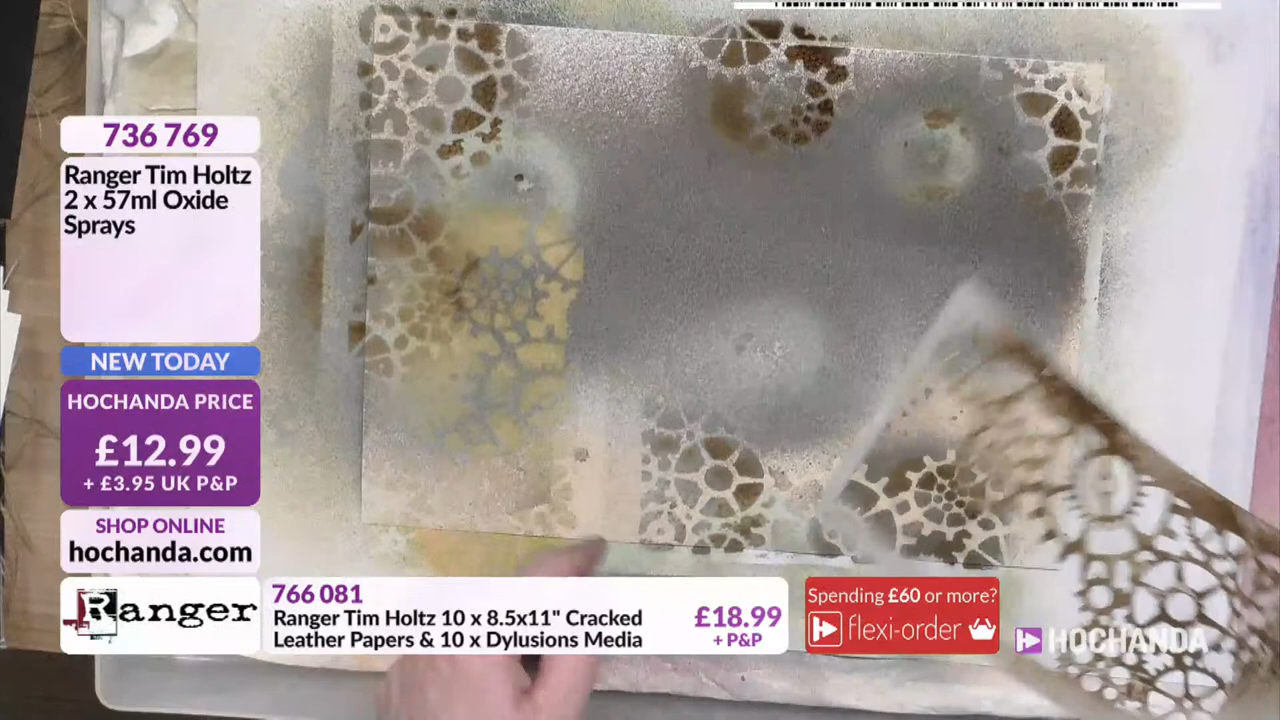 736 769
Ranger Tim Holtz
2 x 57ml Oxide
Sprays
NEW TODAY
HOCHANDA PRICE
£12.99
+ £3.95 UK P&P
SHOP ONLINE
hochanda.com
Ranger
766 081
Ranger Tim Holtz 10 x 8.5x11" Cracked
Leather Papers & 10 x Dylusions Media
£18.99
+ P&P
Spending £60 or more?
flexi-order
HOCHANDA